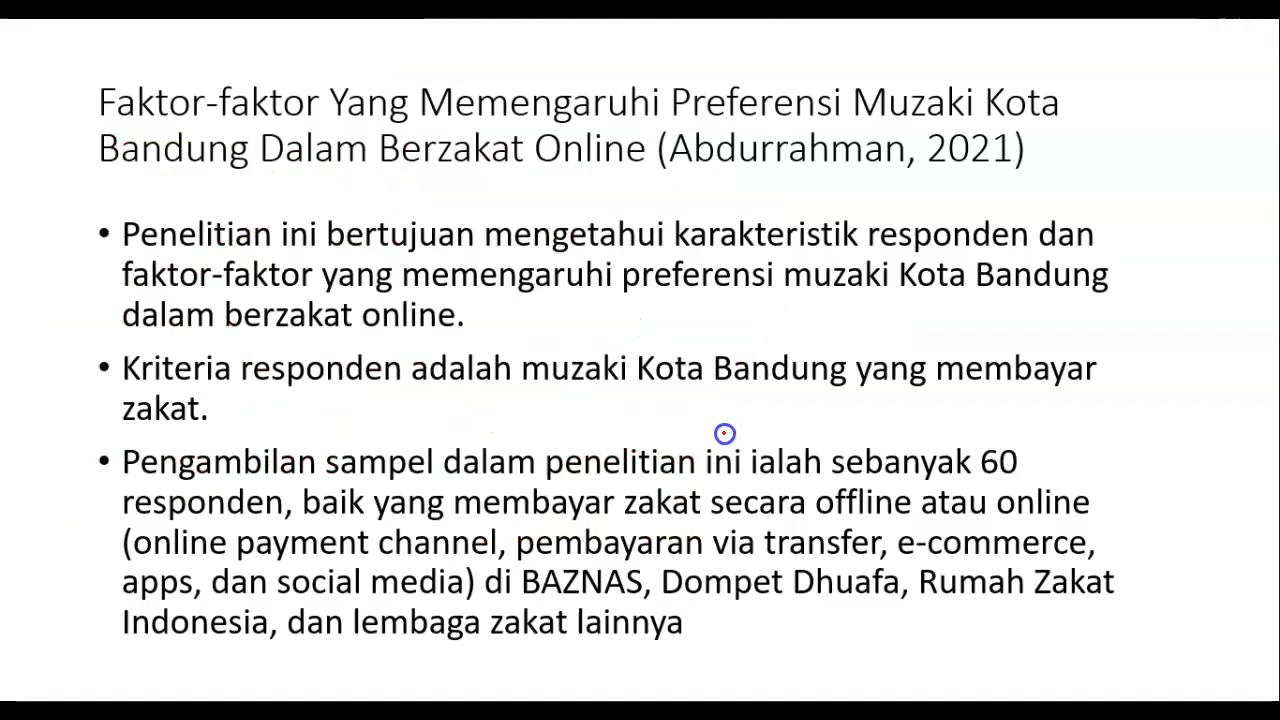 Faktor-faktor Yang Memengaruhi Preferensi Muzaki Kota
Bandung Dalam Berzakat Online (Abdurrahman, 2021)
• Penelitian ini bertujuan mengetahui karakteristik responden dan
faktor-faktor yang memengaruhi preferensi muzaki Kota Bandung
dalam berzakat online.
• Kriteria responden adalah muzaki Kota Bandung yang membayar
zakat.
• Pengambilan sampel dalam penelitian ini ialah sebanyak 60
responden, baik yang membayar zakat secara offline atau online
(online payment channel, pembayaran via transfer, e-commerce,
apps, dan social media) di BAZNAS, Dompet Dhuafa, Rumah Zakat
Indonesia, dan lembaga zakat lainnya